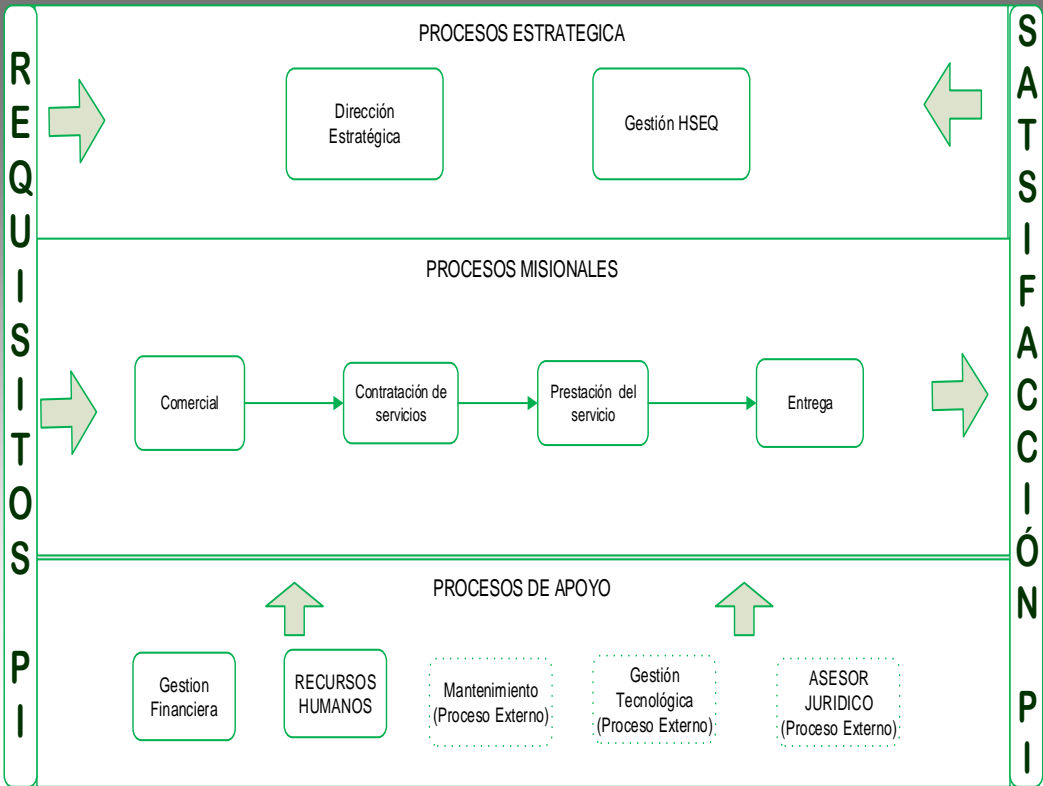 REQUISITOS PI
PROCESOS ESTRATEGICA
Dirección
Estratégica
Gestión HSEQ
PROCESOS MISIONALES
Comercial
Contratación de
servicios
Prestación del
servicio
Entrega
PROCESOS DE APOYO
Gestion
Financiera
RECURSOS
HUMANOS
Mantenimiento
(Proceso Externo)
Gestión
Tecnológica
(Proceso Externo)
ASESOR
JURIDICO
(Proceso Externo)
SATSIFACCIÓN PI